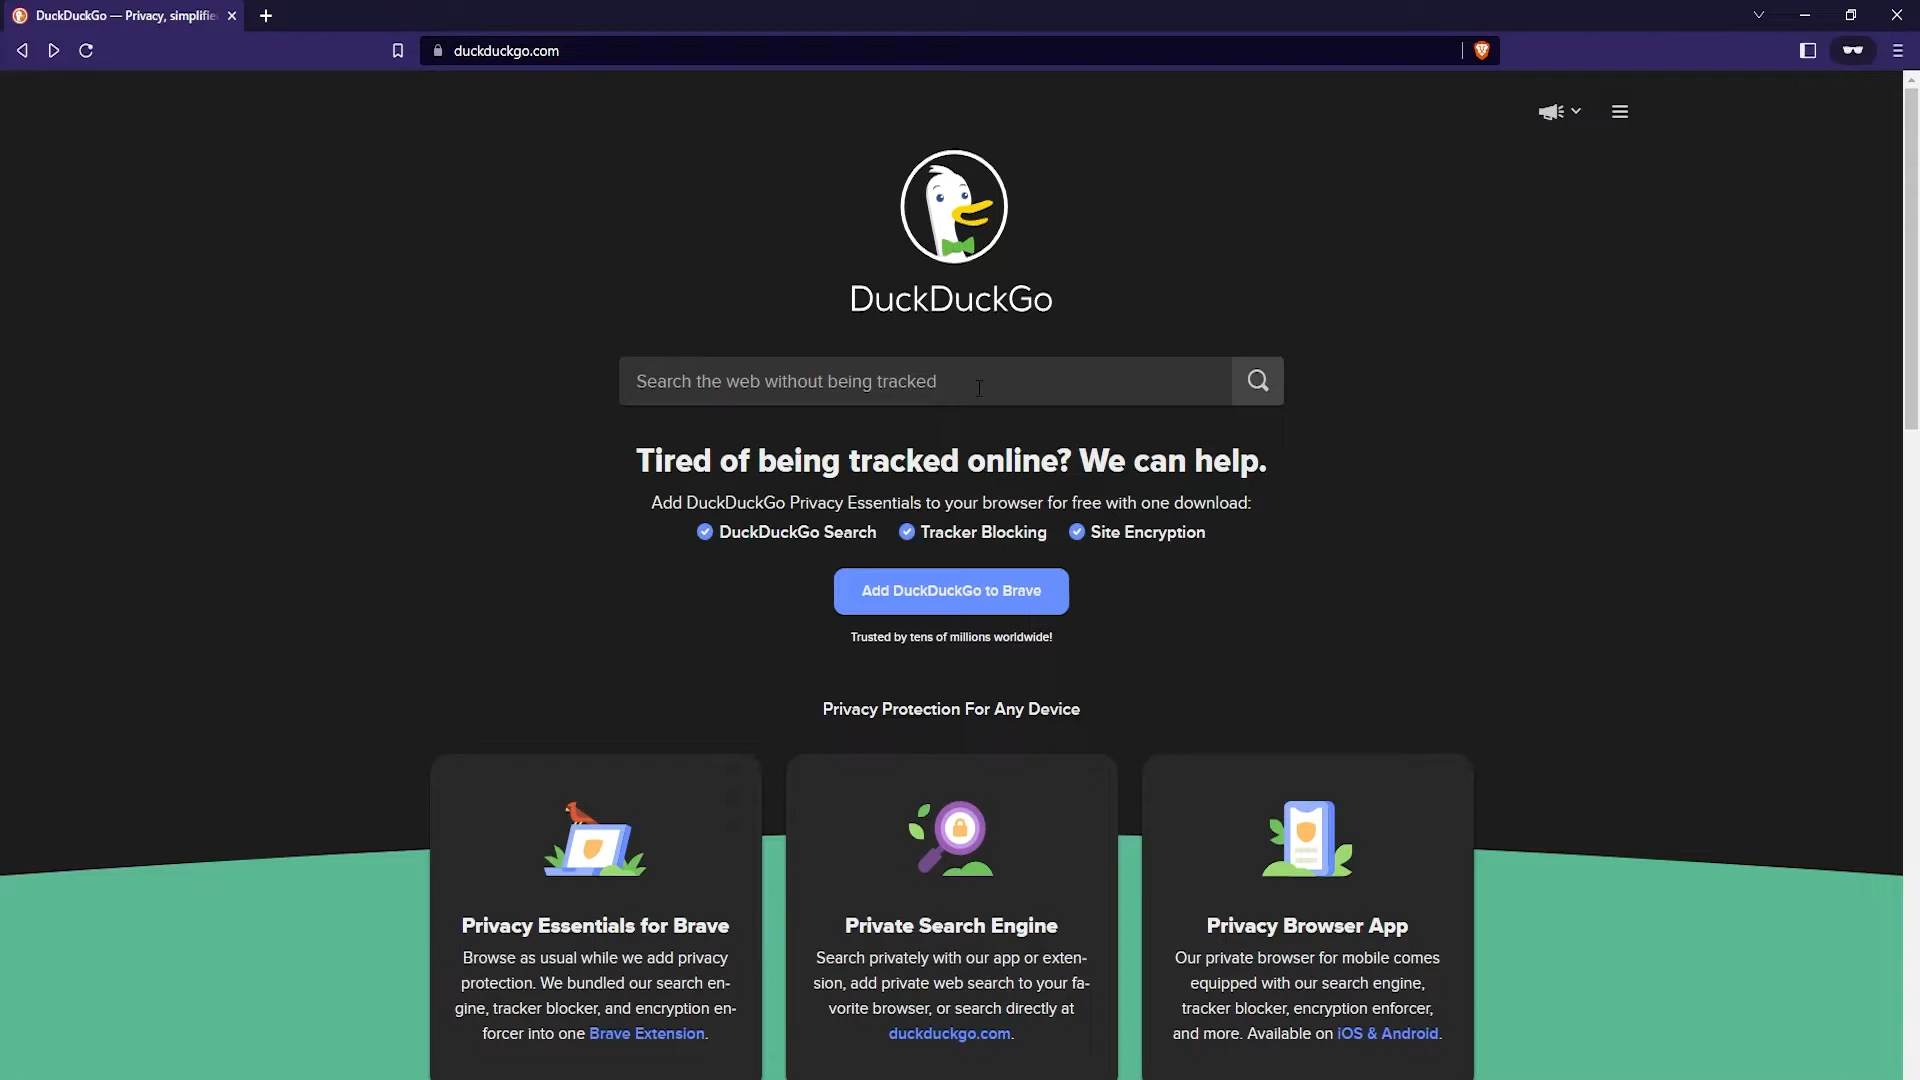 DuckDuckGo — Privacy, simplifie
duckduckgo.com
DuckDuckGo
Search the web without being tracked
Tired of being tracked online? We can help.
Add DuckDuckGo Privacy Essentials to your browser for free with one download:
DuckDuckGo Search Tracker Blocking Site Encryption
Add DuckDuckGo to Brave
Trusted by tens of millions worldwide!
Privacy Protection For Any Device
Privacy Essentials for Brave
Browse as usual while we add privacy
protection. We bundled our search en-
gine, tracker blocker, and encryption en-
forcer into one Brave Extension.
Private Search Engine
Search privately with our app or exten-
sion, add private web search to your fa-
vorite browser, or search directly at
duckduckgo.com.
Privacy Browser App
Our private browser for mobile comes
equipped with our search engine,
tracker blocker, encryption enforcer,
and more. Available on iOS & Android.